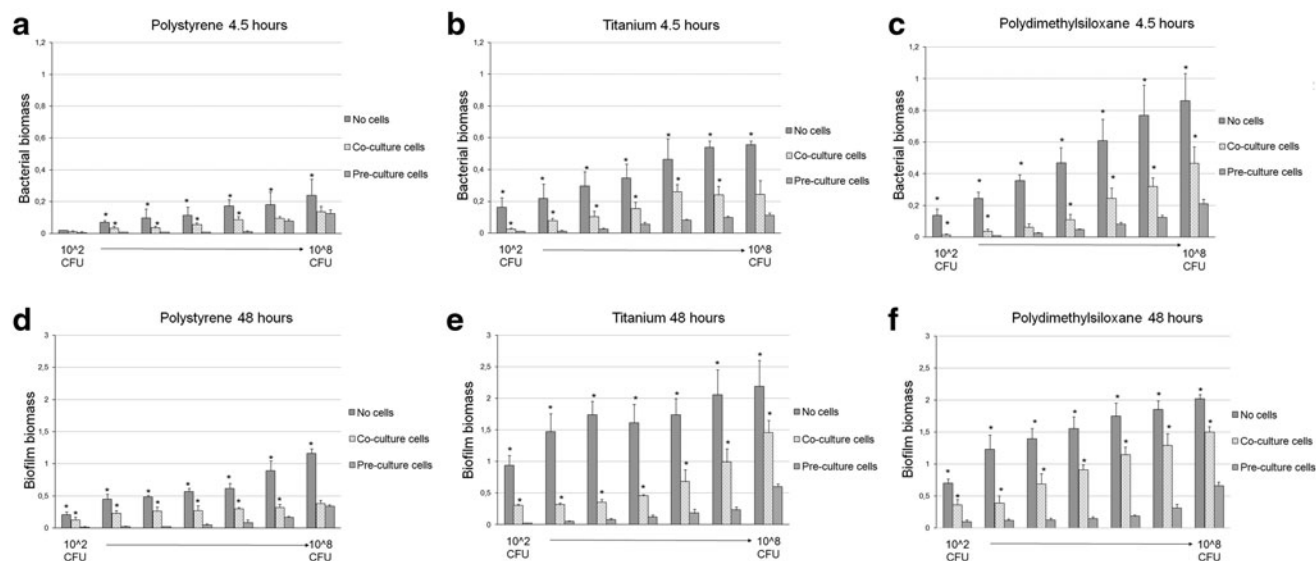 a
Polystyrene 4.5 hours
Bacterial biomass
1,2
1
0,8
0,6
0,4
0,2
0
* * * * * * * * * * *
10^2
CFU
10^8
CFU
No cells
Co-culture cells
Pre-culture cells
b
Titanium 4.5 hours
Bacterial biomass
1,2
1
0,8
0,6
0,4
0,2
0
* * * * * * * * * * * * *
10^2
CFU
10^8
CFU
No cells
Co-culture cells
Pre-culture cells
c
Polydimethylsiloxane 4.5 hours
Bacterial biomass
1,2
1
0,8
0,6
0,4
0,2
0
* * * * * * * * * * * * *
10^2
CFU
10^8
CFU
No cells
Co-culture cells
Pre-culture cells
d
Polystyrene 48 hours
Biofilm biomass
3
2,5
2
1,5
1
0,5
0
* * * * * * * * * * * * *
10^2
CFU
10^8
CFU
No cells
Co-culture cells
Pre-culture cells
e
Titanium 48 hours
Biofilm biomass
3
2,5
2
1,5
1
0,5
0
* * * * * * * * * * * * * *
10^2
CFU
10^8
CFU
No cells
Co-culture cells
Pre-culture cells
f
Polydimethylsiloxane 48 hours
Biofilm biomass
3
2,5
2
1,5
1
0,5
0
* * * * * * * * * * * * * *
10^2
CFU
10^8
CFU
No cells
Co-culture cells
Pre-culture cells